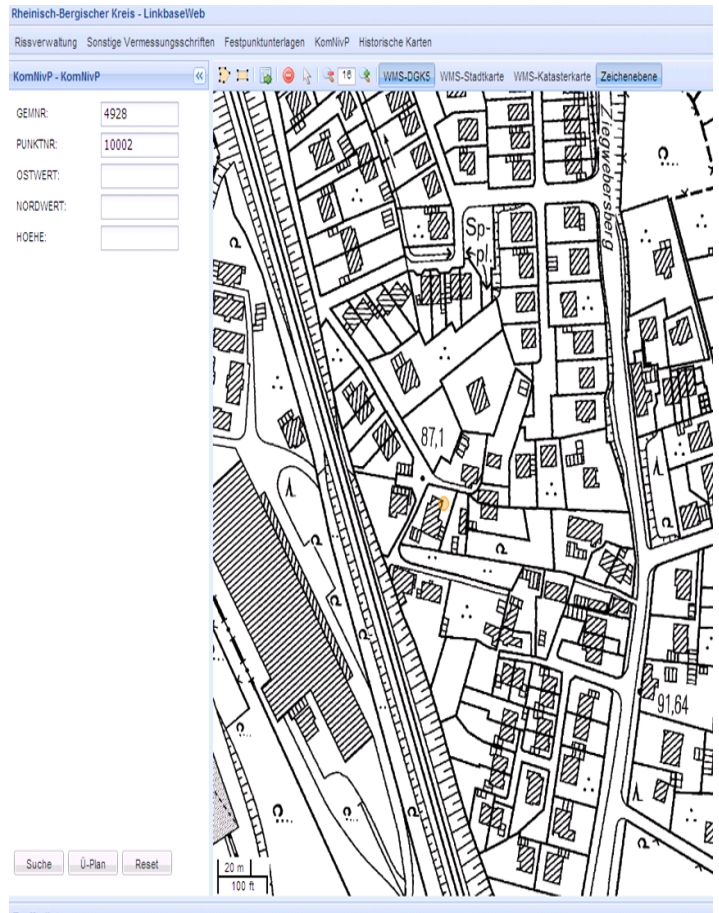 Rheinisch-Bergischer Kreis - LinkbaseWeb
Rissverwaltung Sonstige Vermessungsschriften Festpunktunterlagen KomNivP Historische Karten
KomNivP - KomNivP
16 WMS-DGK5 WMS-Stadtkarte WMS-Katasterkarte Zeichenebene
GEMNR: 4928
PUNKTNR: 10002
OSTWERT:
NORDWERT:
HOEHE:
Ziegwebersberg
Sp-
pl.
87,1
91,64
Suche Ü-Plan Reset
20 m
100 ft